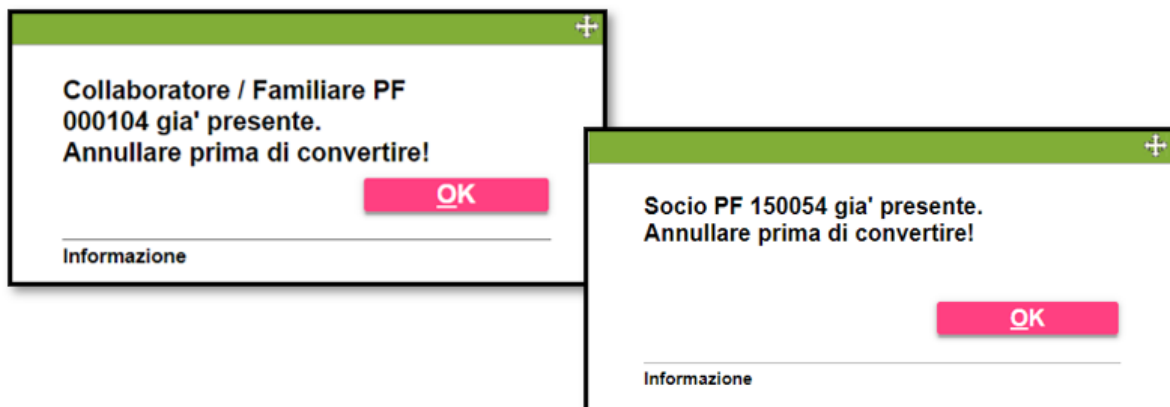 Collaboratore / Familiare PF
000104 gia' presente.
Annullare prima di convertire!
OK
Informazione
Socio PF 150054 gia' presente.
Annullare prima di convertire!
OK
Informazione